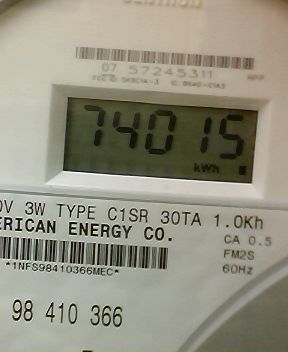 07 57245311 HPP
74015
kWh
0V 3W TYPE C1SR 30TA 1.0Kh
ERICAN ENERGY CO.
CA 0.5
FM2S
60Hz
*1NFS98410366MEC*
98 410 366